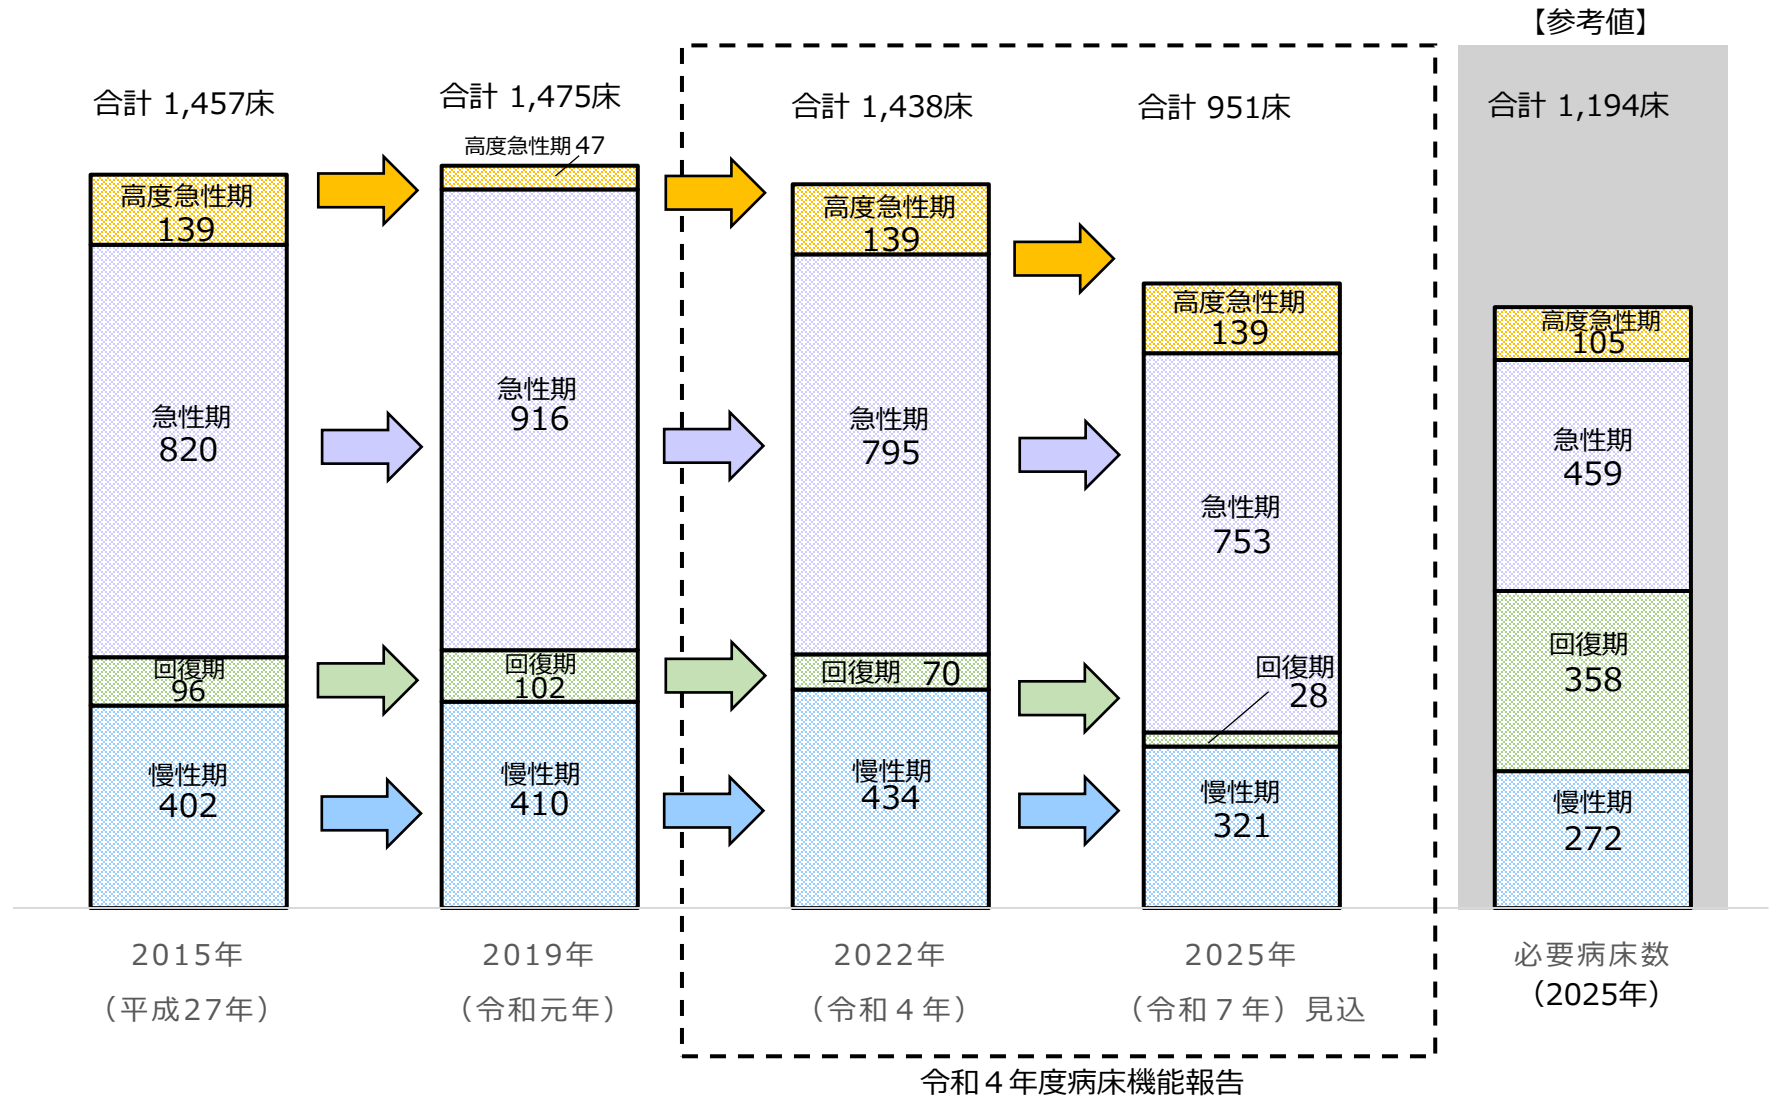 【参考値】
合計 1,457床
合計 1,475床
合計 1,438床
合計 951床
合計 1,194床
高度急性期
139
急性期
820
回復期
96
慢性期
402
高度急性期 47
急性期
916
回復期
102
慢性期
410
高度急性期
139
急性期
795
回復期 70
慢性期
434
高度急性期
139
急性期
753
回復期
28
慢性期
321
高度急性期
105
急性期
459
回復期
358
慢性期
272
2015年
（平成27年）
2019年
（令和元年）
2022年
（令和４年）
2025年
（令和７年）見込
必要病床数
（2025年）
令和４年度病床機能報告